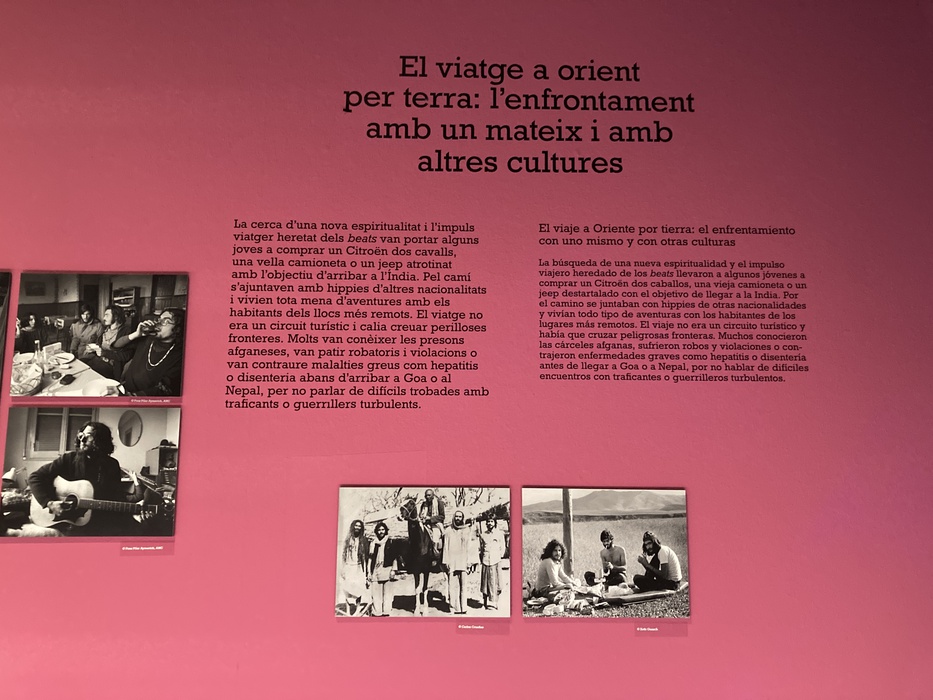 El viatge a orient
per terra: l'enfrontament
amb un mateix i amb
altres cultures
La cerca d'una nova espiritualitat i l'impuls
viatger heretat dels beats van portar alguns
joves a comprar un Citroën dos cavalls,
una vella camioneta o un jeep atrotinat
amb l'objectiu d'arribar a l'Índia. Pel camí
s'ajuntaven amb hippies d'altres nacionalitats
i vivien tota mena d'aventures amb els
habitants dels llocs més remots. El viatge no
era un circuit turístic i calia creuar perilloses
fronteres. Molts van conèixer les presons
afganeses, van patir robatoris i violacions o
van contraure malalties greus com hepatitis
o disenteria abans d'arribar a Goa o al
Nepal, per no parlar de difícils trobades amb
traficants o guerrillers turbulents.
El viaje a Oriente por tierra: el enfrentamiento
con uno mismo y con otras culturas
La búsqueda de una nueva espiritualidad y el impulso
viajero heredado de los beats llevaron a algunos jóvenes a
comprar un Citroën dos caballos, una vieja camioneta o un
jeep destartalado con el objetivo de llegar a la India. Por
el camino se juntaban con hippies de otras nacionalidades
y vivían todo tipo de aventuras con los habitantes de los
lugares más remotos. El viaje no era un circuito turístico y
había que cruzar peligrosas fronteras. Muchos conocieron
las cárceles afganas, sufrieron robos y violaciones o con-
trajeron enfermedades graves como hepatitis o disentería
antes de llegar a Goa o a Nepal, por no hablar de difíciles
encuentros con traficantes o guerrilleros turbulentos.